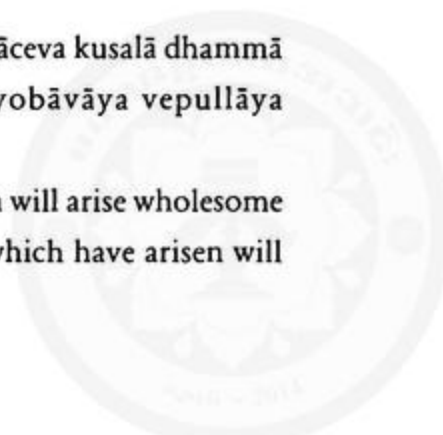 āceva kusalā dhammā
yobāvāya vepullāya
will arise wholesome
which have arisen will